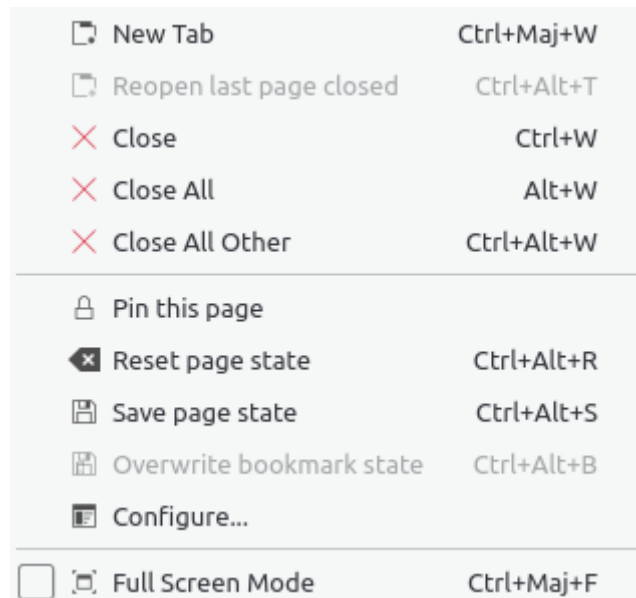 New Tab Ctrl+Maj+W
Reopen last page closed Ctrl+Alt+T
Close Ctrl+W
Close All Alt+W
Close All Other Ctrl+Alt+W
Pin this page
Reset page state Ctrl+Alt+R
Save page state Ctrl+Alt+S
Overwrite bookmark state Ctrl+Alt+B
Configure...
Full Screen Mode Ctrl+Maj+F